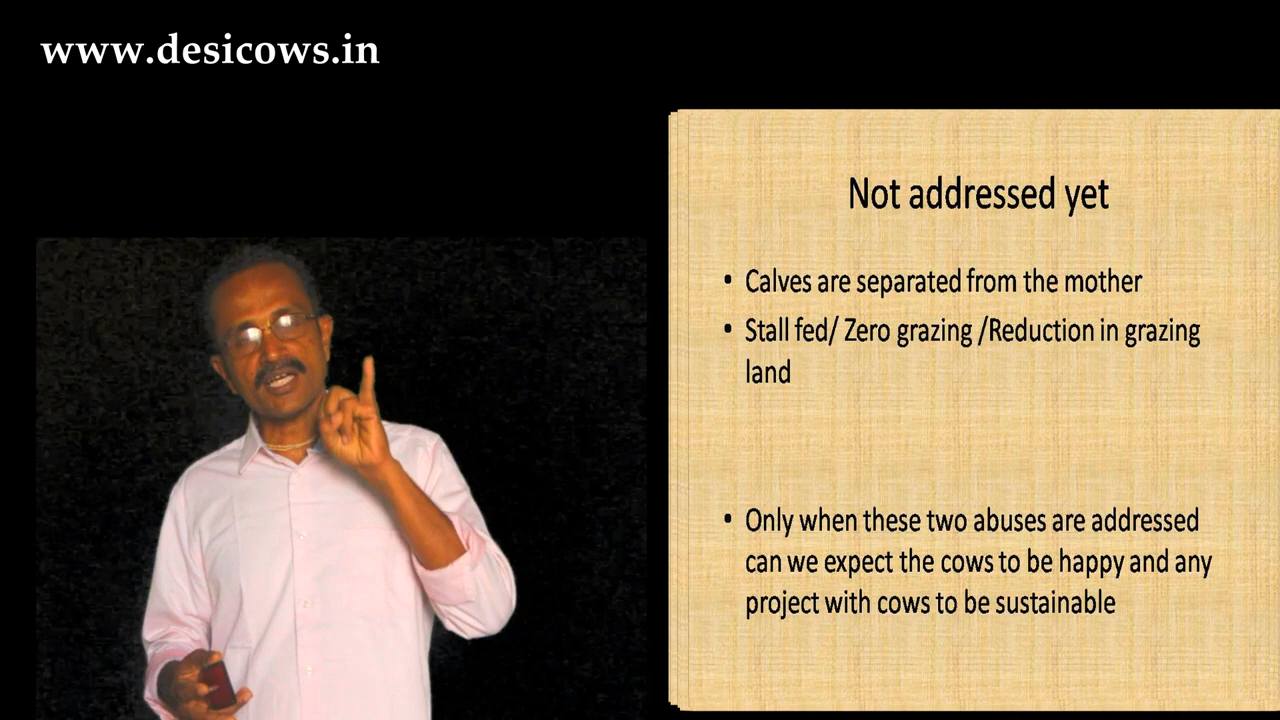 www.desicows.in
Not addressed yet
• Calves are separated from the mother
• Stall fed/ Zero grazing /Reduction in grazing
land
• Only when these two abuses are addressed
can we expect the cows to be happy and any
project with cows to be sustainable